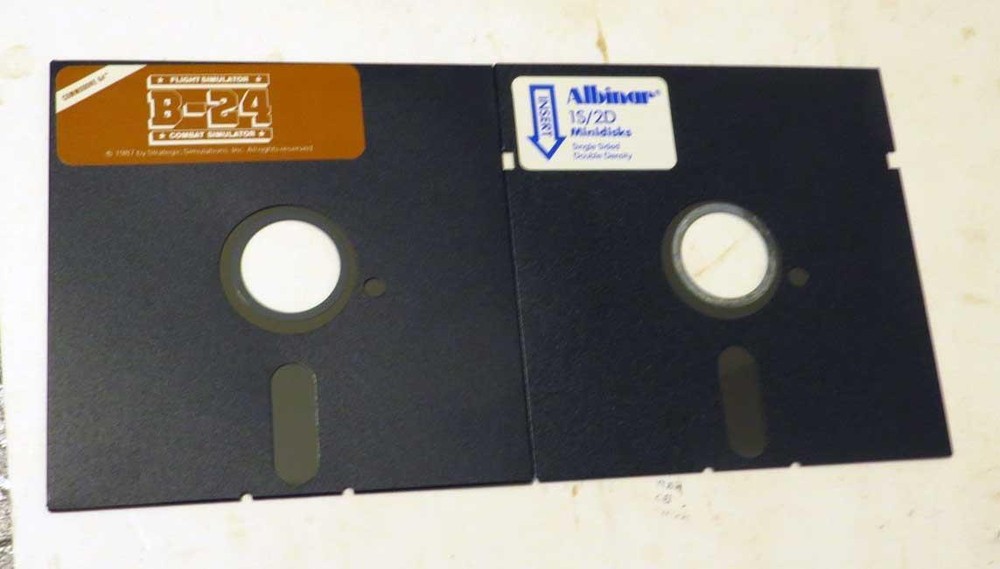 COMMODORE 64™
★ FLIGHT SIMULATOR ★
B-24
★ COMBAT SIMULATOR ★
© 1987 by Strategic Simulations, Inc. All rights reserved.
INSERT
Albinar®
1S/2D
Minidisks
Single Sided
Double Density